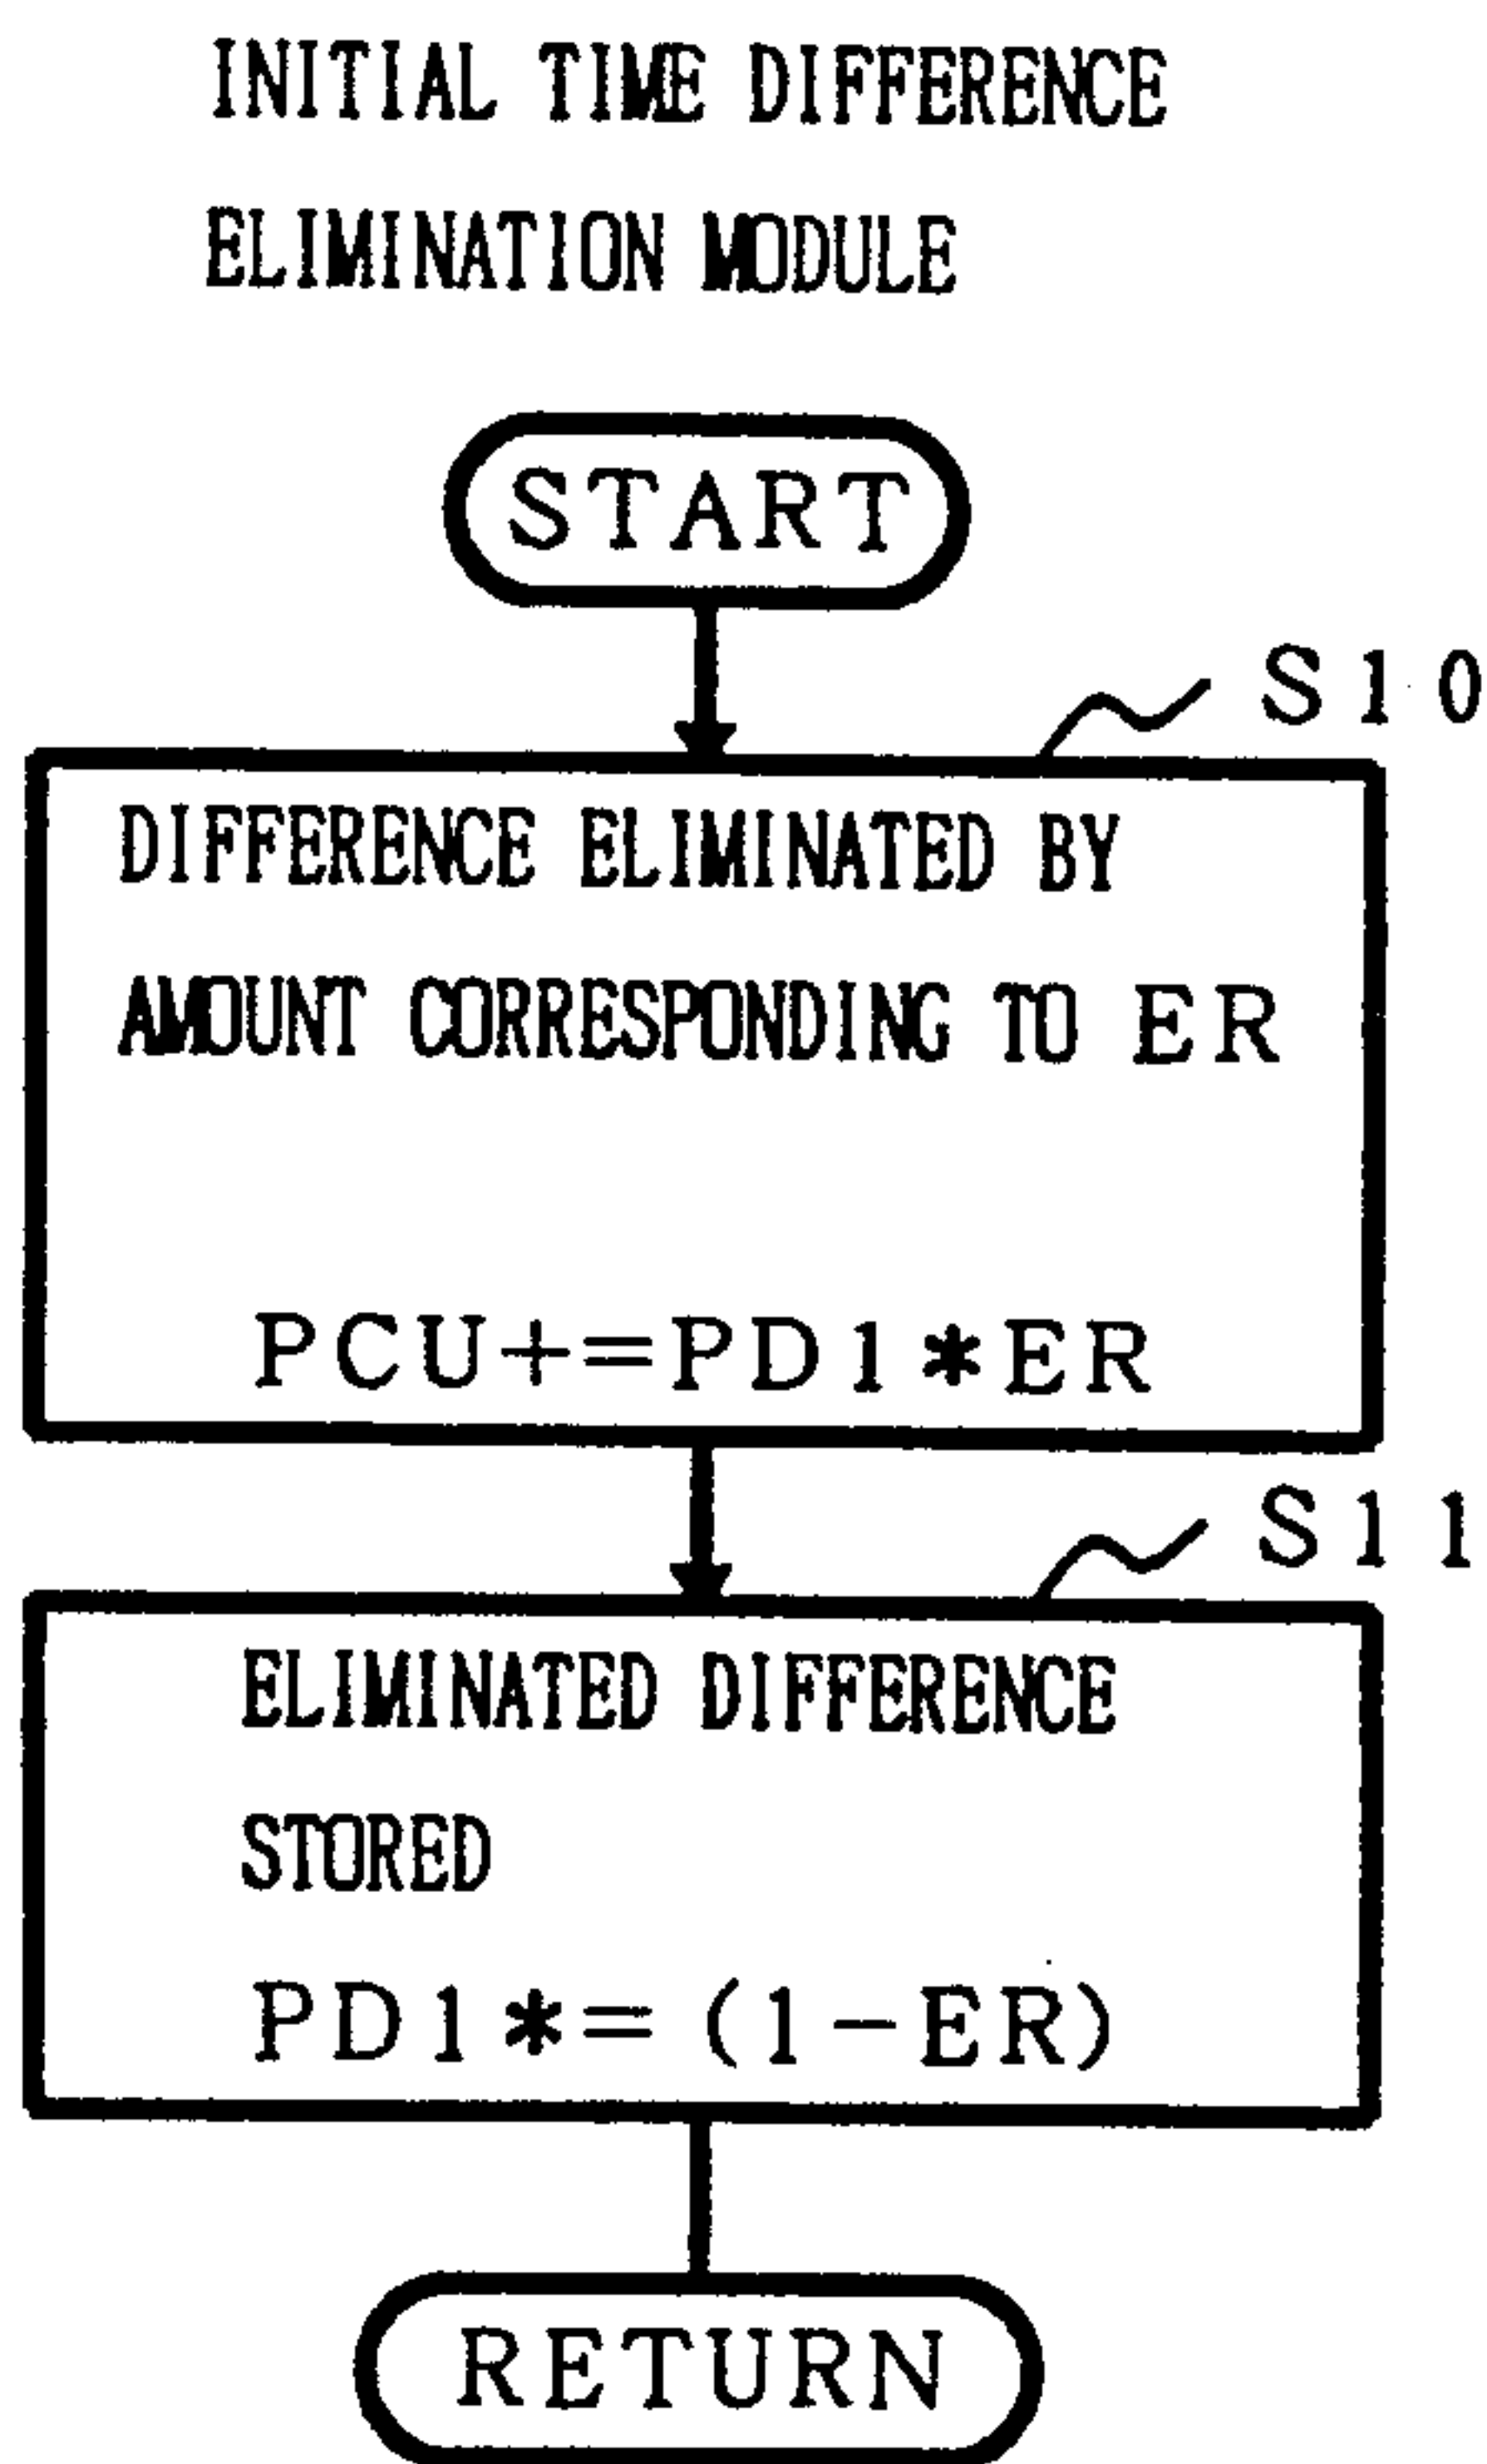 INITIAL TIME DIFFERENCE
ELIMINATION MODULE
START
S10
DIFFERENCE ELIMINATED BY
AMOUNT CORRESPONDING TO ER
PCU+=PD1*ER
S11
ELIMINATED DIFFERENCE
STORED
PD1*=(1-ER)
RETURN